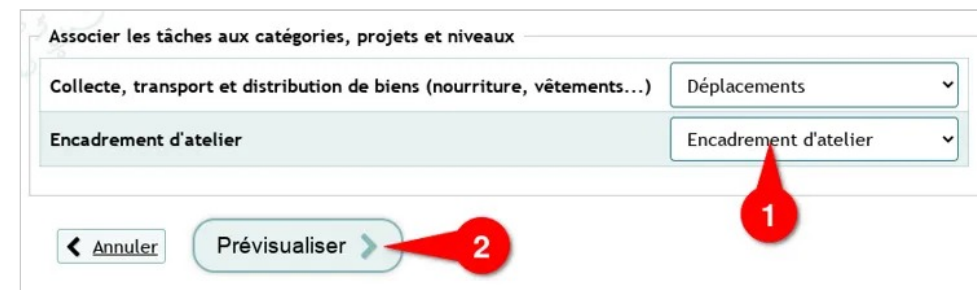 Associer les tâches aux catégories, projets et niveaux
Collecte, transport et distribution de biens (nourriture, vêtements...) Déplacements
Encadrement d'atelier Encadrement d'atelier
1
Annuler Prévisualiser 2